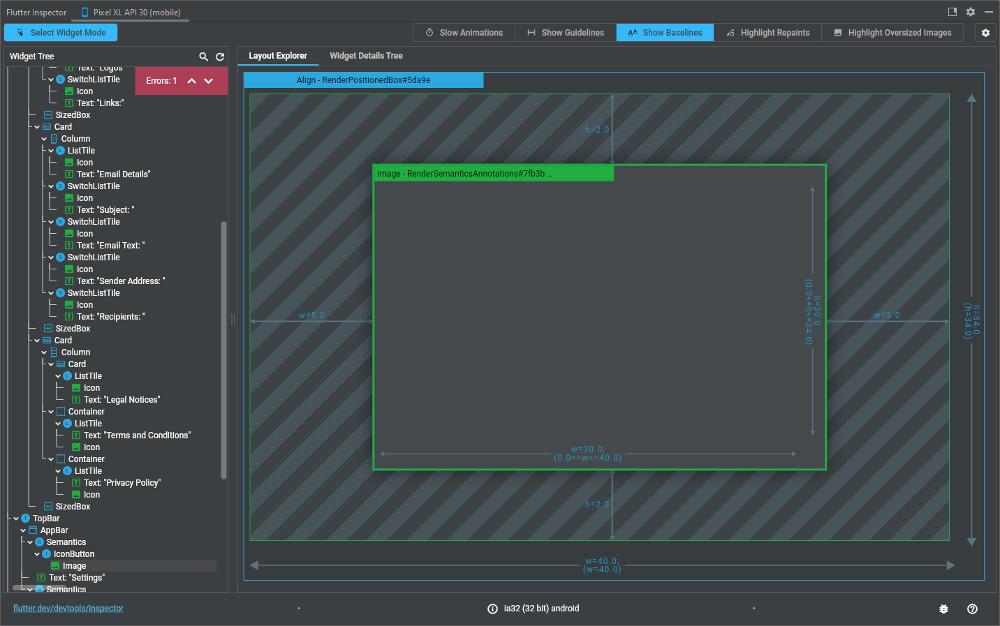 Flutter Inspector
Pixel XL API 30 (mobile)
Select Widget Mode
Slow Animations
Show Guidelines
Show Baselines
Highlight Repaints
Highlight Oversized Images
Widget Tree
Layout Explorer
Widget Details Tree
Text: "Logos
Errors: 1
SwitchListTile
Icon
Text: "Links:"
SizedBox
Card
Column
ListTile
Icon
Text: "Email Details"
SwitchListTile
Icon
Text: "Subject: "
SwitchListTile
Icon
Text: "Email Text: "
SwitchListTile
Icon
Text: "Sender Address: "
SwitchListTile
Icon
Text: "Recipients: "
SizedBox
Card
Column
Card
ListTile
Icon
Text: "Legal Notices"
Container
ListTile
Text: "Terms and Conditions"
Icon
Container
ListTile
Text: "Privacy Policy"
Icon
SizedBox
TopBar
AppBar
Semantics
IconButton
Image
Text: "Settings"
Semantics
Align - RenderPositionedBox#5da9e
h=2.0
Image - RenderSemanticsAnnotations#7fb3b ...
w=5.0
h=30.0
(0.0<=h<=34.0)
w=5.0
h=34.0
(h=34.0)
w=30.0;
(0.0<=w<=40.0)
h=2.0
w=40.0;
(w=40.0)
flutter.dev/devtools/inspector
ia32 (32 bit) android